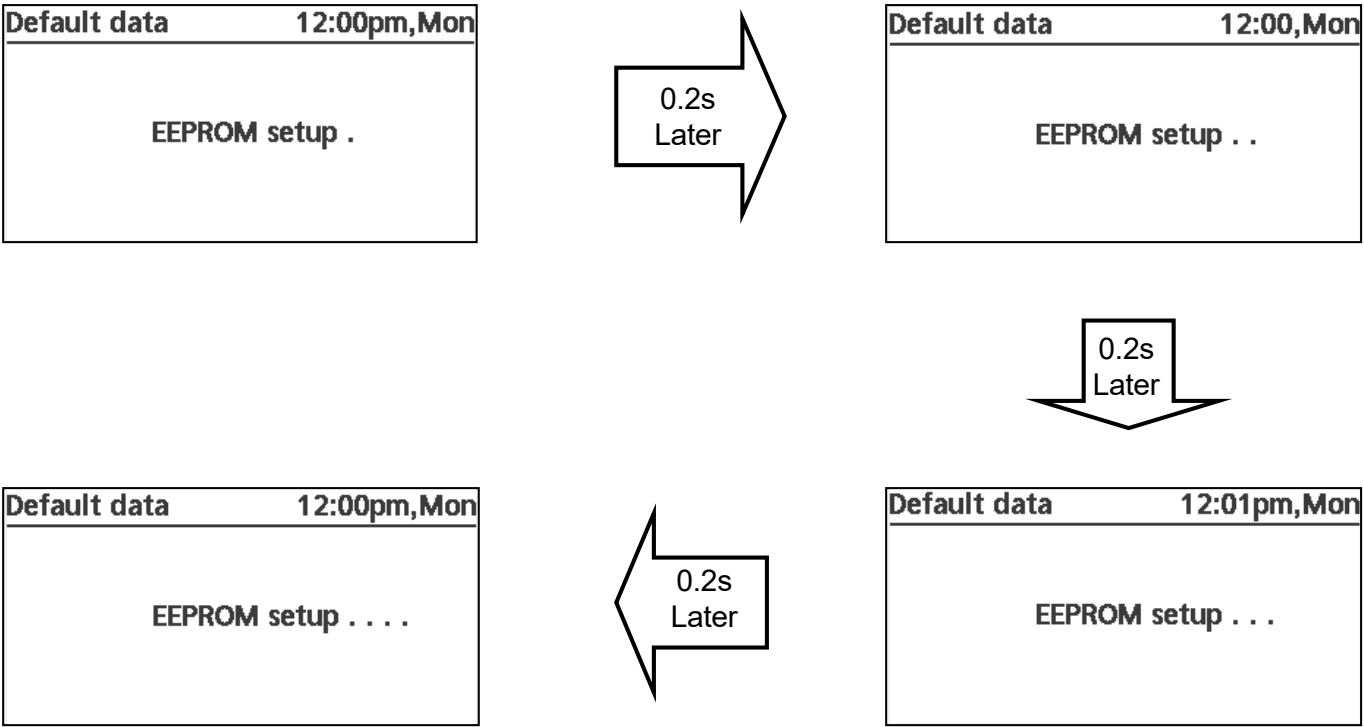 Default data 12:00pm,Mon
EEPROM setup .
0.2s
Later
Default data 12:00,Mon
EEPROM setup . .
0.2s
Later
Default data 12:01pm,Mon
EEPROM setup . . .
0.2s
Later
Default data 12:00pm,Mon
EEPROM setup . . . .